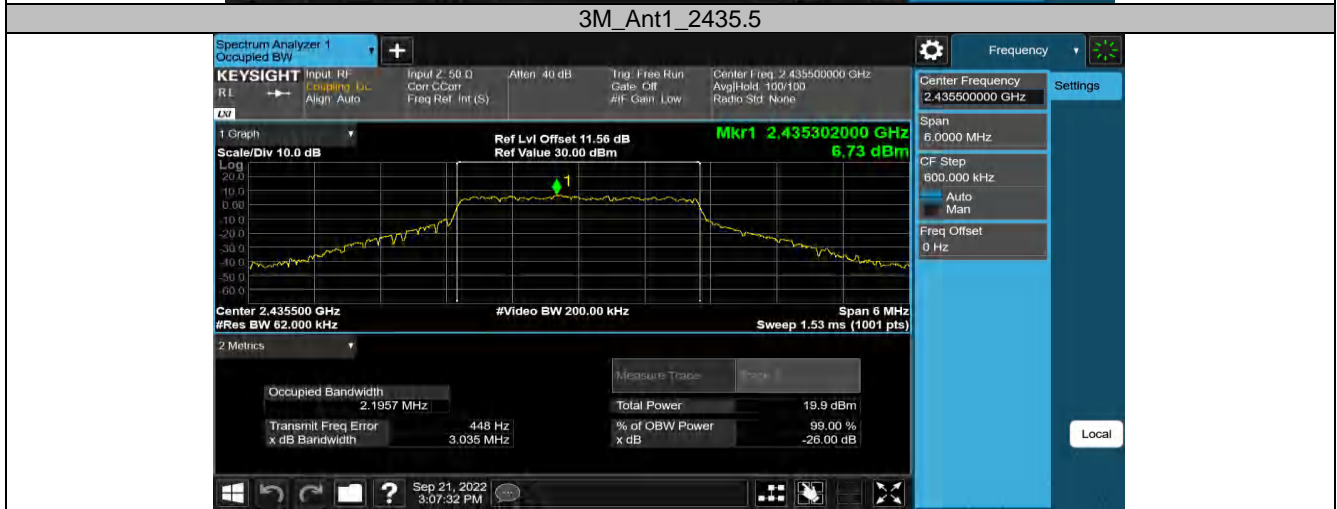 3M_Ant1_2435.5
Spectrum Analyzer 1
Occupied BW
Frequency
KEYSIGHT
RL
LXI
Input: RF
Coupling: DC
Align: Auto
Input Z: 50 Ω
Corr CCorr
Freq Ref: Int (S)
Atten: 40 dB
Trig: Free Run
Gate: Off
#IF Gain: Low
Center Freq: 2.435500000 GHz
Avg|Hold: 100/100
Radio Std: None
1 Graph
Scale/Div 10.0 dB
Ref Lvl Offset 11.56 dB
Ref Value 30.00 dBm
Mkr1 2.435302000 GHz
6.73 dBm
Log
20.0
10.0
0.00
-10.0
-20.0
-30.0
-40.0
-50.0
-60.0
1
Center 2.435500 GHz
#Res BW 62.000 kHz
#Video BW 200.00 kHz
Span 6 MHz
Sweep 1.53 ms (1001 pts)
2 Metrics
Measure Trace
Trace 1
Occupied Bandwidth
2.1957 MHz
Total Power 19.9 dBm
Transmit Freq Error 448 Hz
% of OBW Power 99.00 %
x dB Bandwidth 3.035 MHz
x dB -26.00 dB
Center Frequency
2.435500000 GHz
Settings
Span
6.0000 MHz
CF Step
600.000 kHz
Auto
Man
Freq Offset
0 Hz
Local
?
Sep 21, 2022
3:07:32 PM